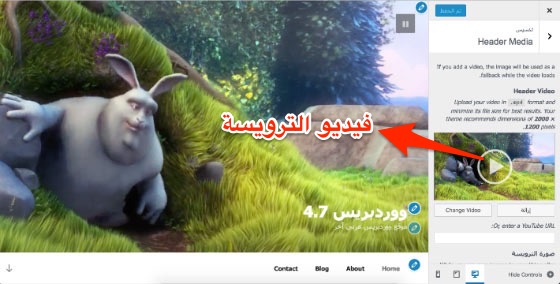 تم الحفظ
تخصيص
Header Media
If you add a video, the image will be used as a
fallback while the video loads.
Header Video
Upload your video in .mp4 format and
minimize its file size for best results. Your
theme recommends dimensions of 2000 ×
1200 pixels.
Change Video
إزالة
Or, enter a YouTube URL:
صورة الترويسة
Hide Controls
فيديو الترويسة
ووردبريس 4.7
موقع ووردبريس عربي آخر
Home
About
Blog
Contact